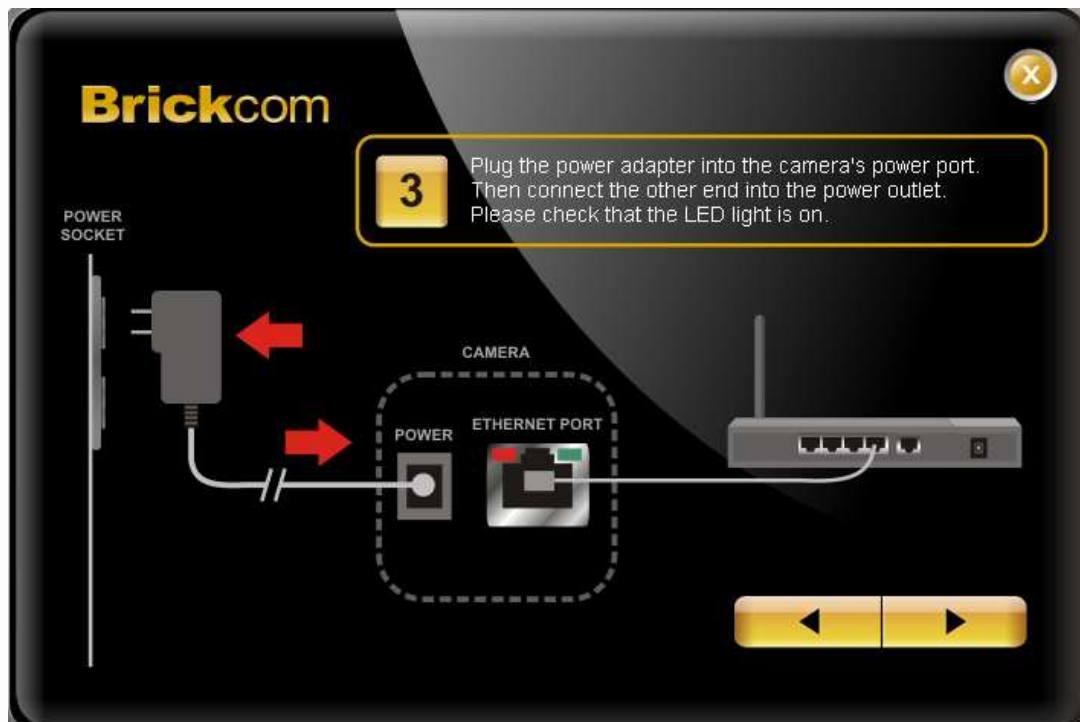 Brickcom
X
3
Plug the power adapter into the camera's power port.
Then connect the other end into the power outlet.
Please check that the LED light is on.
POWER
SOCKET
CAMERA
POWER
ETHERNET PORT